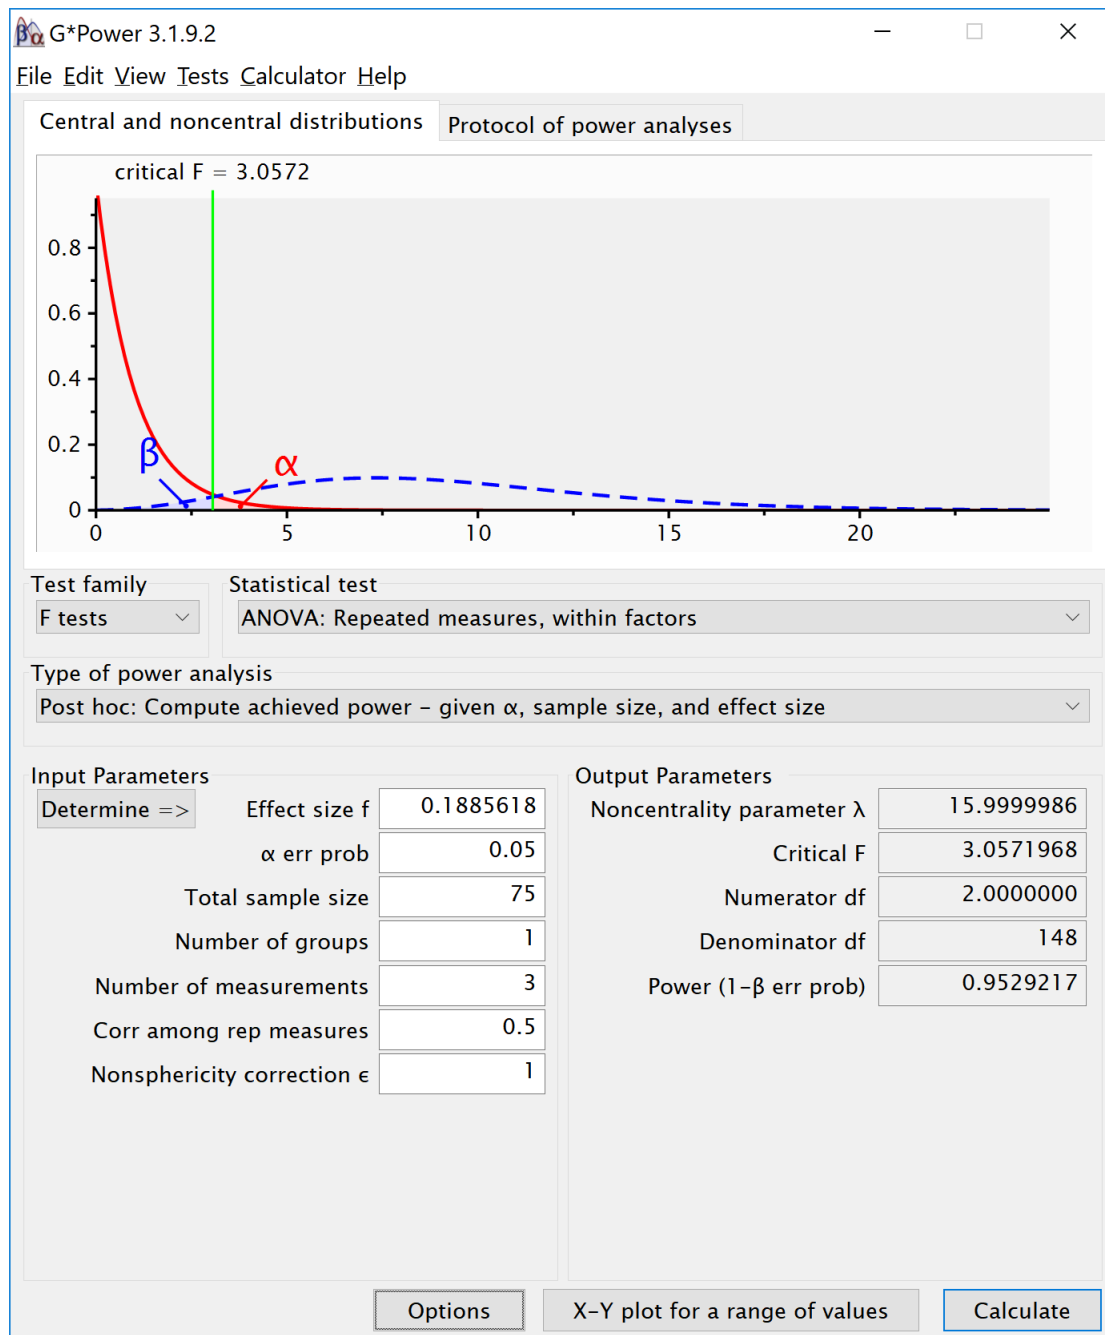 G*Power 3.1.9.2
File Edit View Tests Calculator Help
Central and noncentral distributions Protocol of power analyses
critical F = 3.0572
0.8
0.6
0.4
0.2
0
β
α
0 5 10 15 20
Test family
F tests
Statistical test
ANOVA: Repeated measures, within factors
Type of power analysis
Post hoc: Compute achieved power – given α, sample size, and effect size
Input Parameters
Determine =>
Effect size f 0.1885618
α err prob 0.05
Total sample size 75
Number of groups 1
Number of measurements 3
Corr among rep measures 0.5
Nonsphericity correction ϵ 1
Output Parameters
Noncentrality parameter λ 15.9999986
Critical F 3.0571968
Numerator df 2.0000000
Denominator df 148
Power (1–β err prob) 0.9529217
Options
X–Y plot for a range of values
Calculate